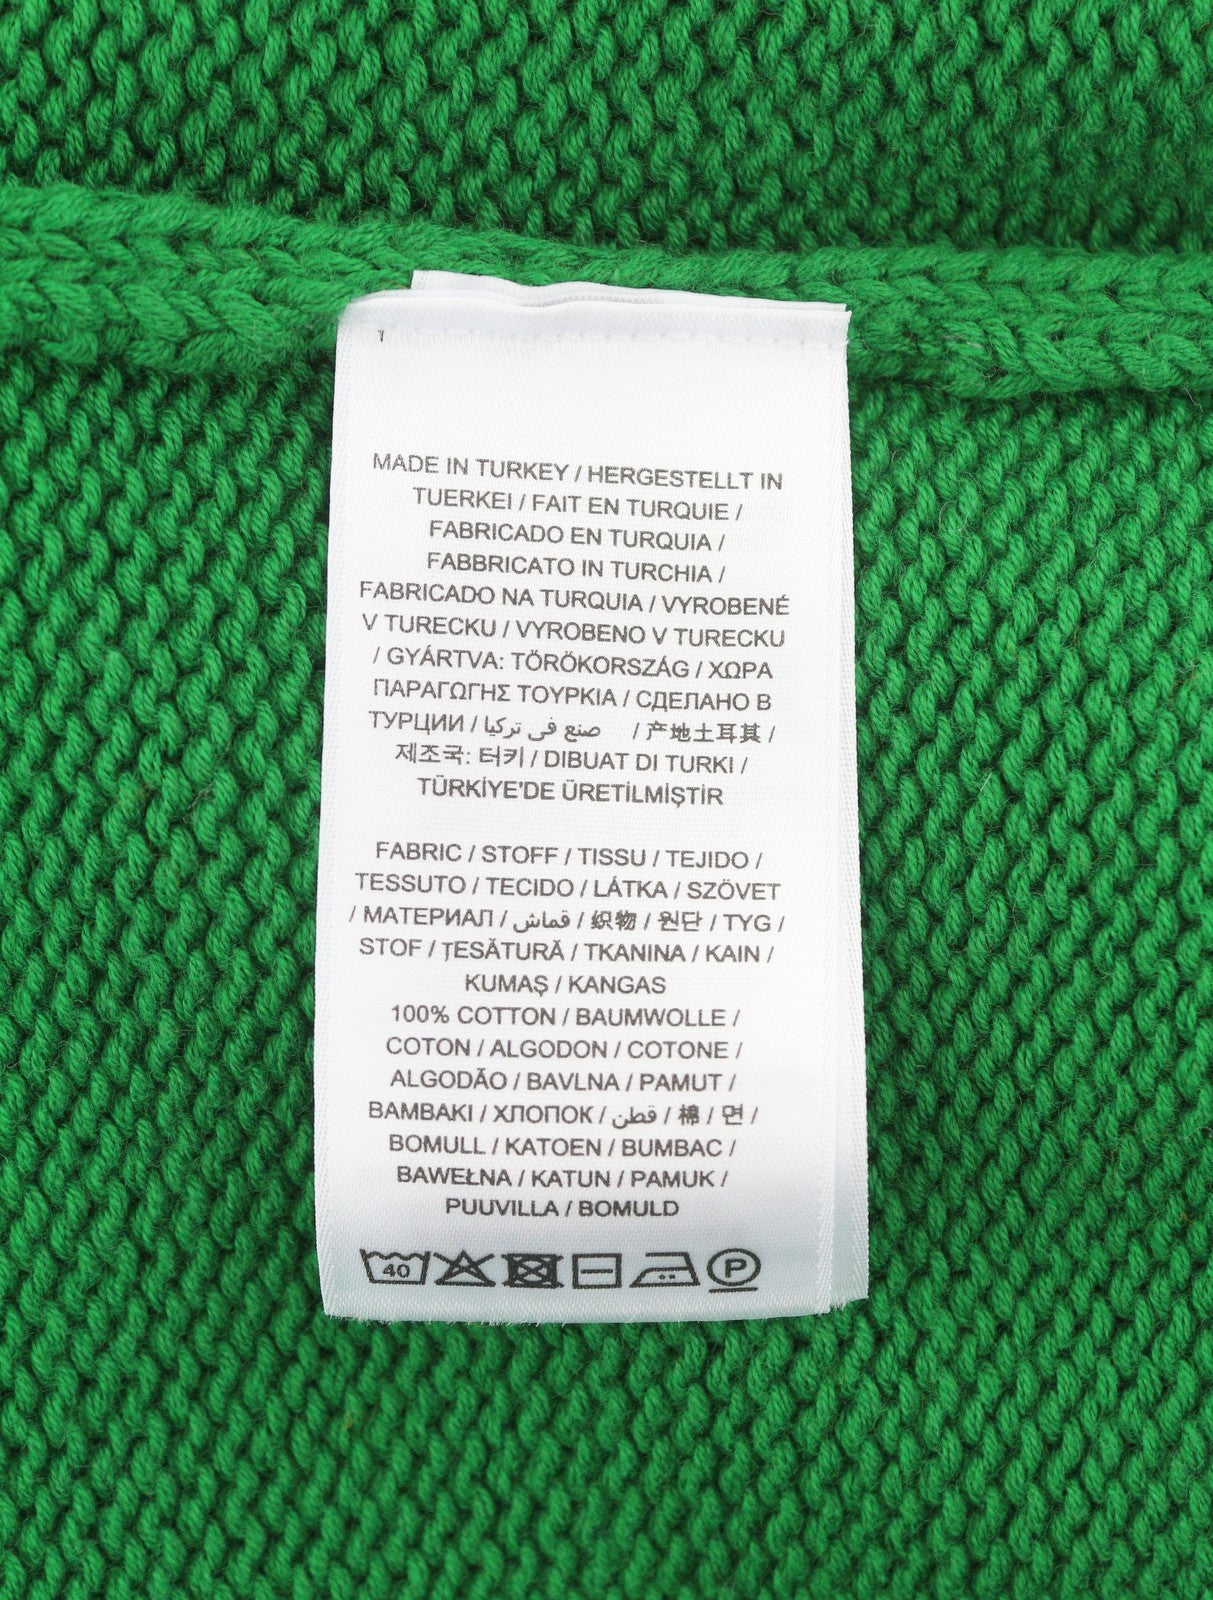 1
MADE IN TURKEY / HERGESTELLT IN
TUERKEI / FAIT EN TURQUIE /
FABRICADO EN TURQUIA /
FABBRICATO IN TURCHIA /
FABRICADO NA TURQUIA / VYROBENÉ
V TURECKU / VYROBENO V TURECKU
/ GYÁRTVA: TÖRÖKORSZÁG / ΧΩΡΑ
ΠΑΡΑΓΩΓΗΣ ΤΟΥΡΚΙΑ / СДЕЛАНО В
ТУРЦИИ / صنع في تركيا / 产地土耳其 /
제조국: 터키 / DIBUAT DI TURKI /
TÜRKİYE'DE ÜRETİLMİŞTİR
FABRIC / STOFF / TISSU / TEJIDO /
TESSUTO / TECIDO / LÁTKA / SZÖVET
/ МАТЕРИАЛ / قماش / 织物 / 원단 / TYG /
STOF / ȚESĂTURĂ / TKANINA / KAIN /
KUMAŞ / KANGAS
100% COTTON / BAUMWOLLE /
COTON / ALGODON / COTONE /
ALGODÃO / BAVLNA / PAMUT /
ΒΑΜΒΑΚΙ / ХЛОПОК / قطن / 棉 / 면 /
BOMULL / KATOEN / BUMBAC /
BAWEŁNA / KATUN / PAMUK /
PUUVILLA / BOMULD
40 P